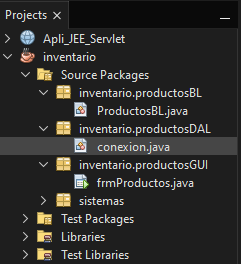 Projects
Apli_JEE_Servlet
inventario
Source Packages
inventario.productosBL
ProductosBL.java
inventario.productosDAL
conexion.java
inventario.productosGUI
frmProductos.java
sistemas
Test Packages
Libraries
Test Libraries